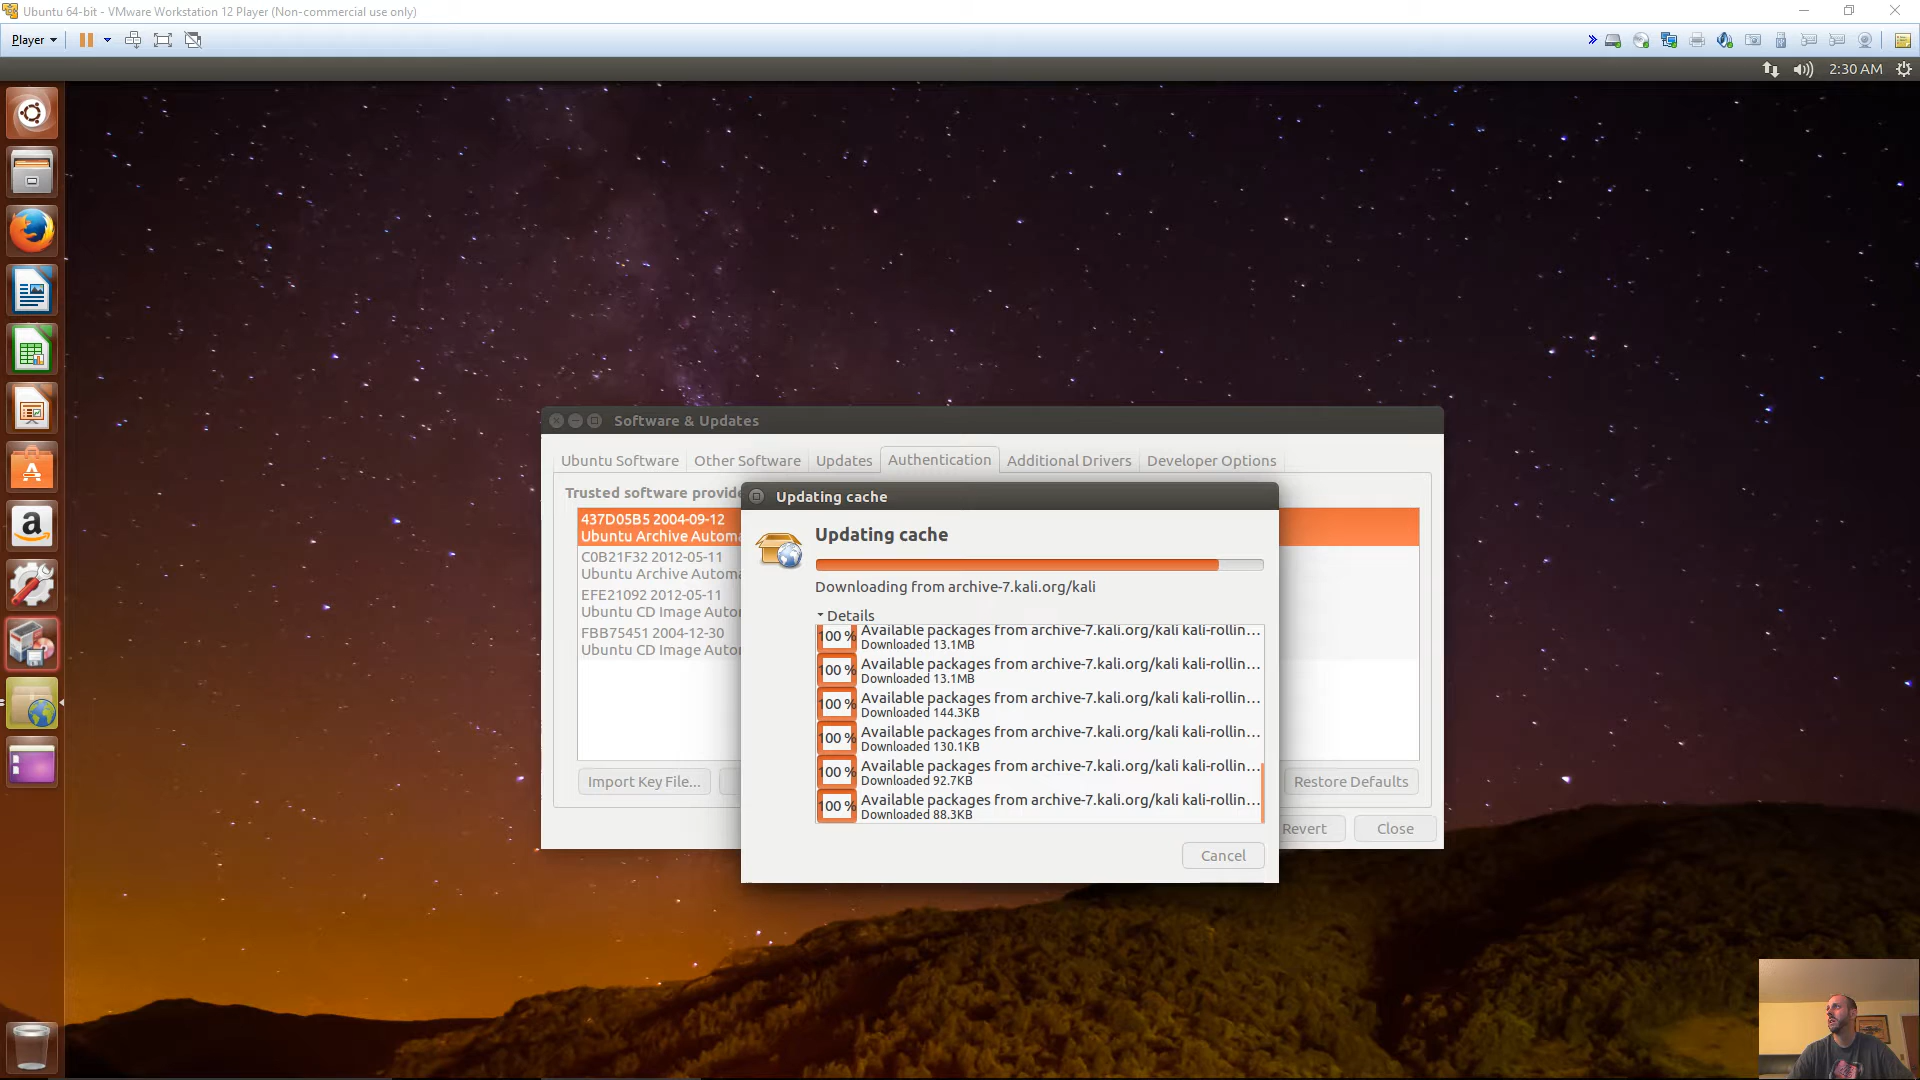 Ubuntu 64-bit - VMware Workstation 12 Player (Non-commercial use only)
Player
2:30 AM
Software & Updates
Ubuntu Software
Other Software
Updates
Authentication
Additional Drivers
Developer Options
Trusted software provide
437D05B5 2004-09-12
Ubuntu Archive Automa
C0B21F32 2012-05-11
Ubuntu Archive Automa
EFE21092 2012-05-11
Ubuntu CD Image Autor
FBB75451 2004-12-30
Ubuntu CD Image Autor
Import Key File...
Restore Defaults
Revert
Close
Updating cache
Updating cache
Downloading from archive-7.kali.org/kali
Details
100 %
Available packages from archive-7.kali.org/kali kali-rollin...
Downloaded 13.1MB
100 %
Available packages from archive-7.kali.org/kali kali-rollin...
Downloaded 13.1MB
100 %
Available packages from archive-7.kali.org/kali kali-rollin...
Downloaded 144.3KB
100 %
Available packages from archive-7.kali.org/kali kali-rollin...
Downloaded 130.1KB
100 %
Available packages from archive-7.kali.org/kali kali-rollin...
Downloaded 92.7KB
100 %
Available packages from archive-7.kali.org/kali kali-rollin...
Downloaded 88.3KB
Cancel